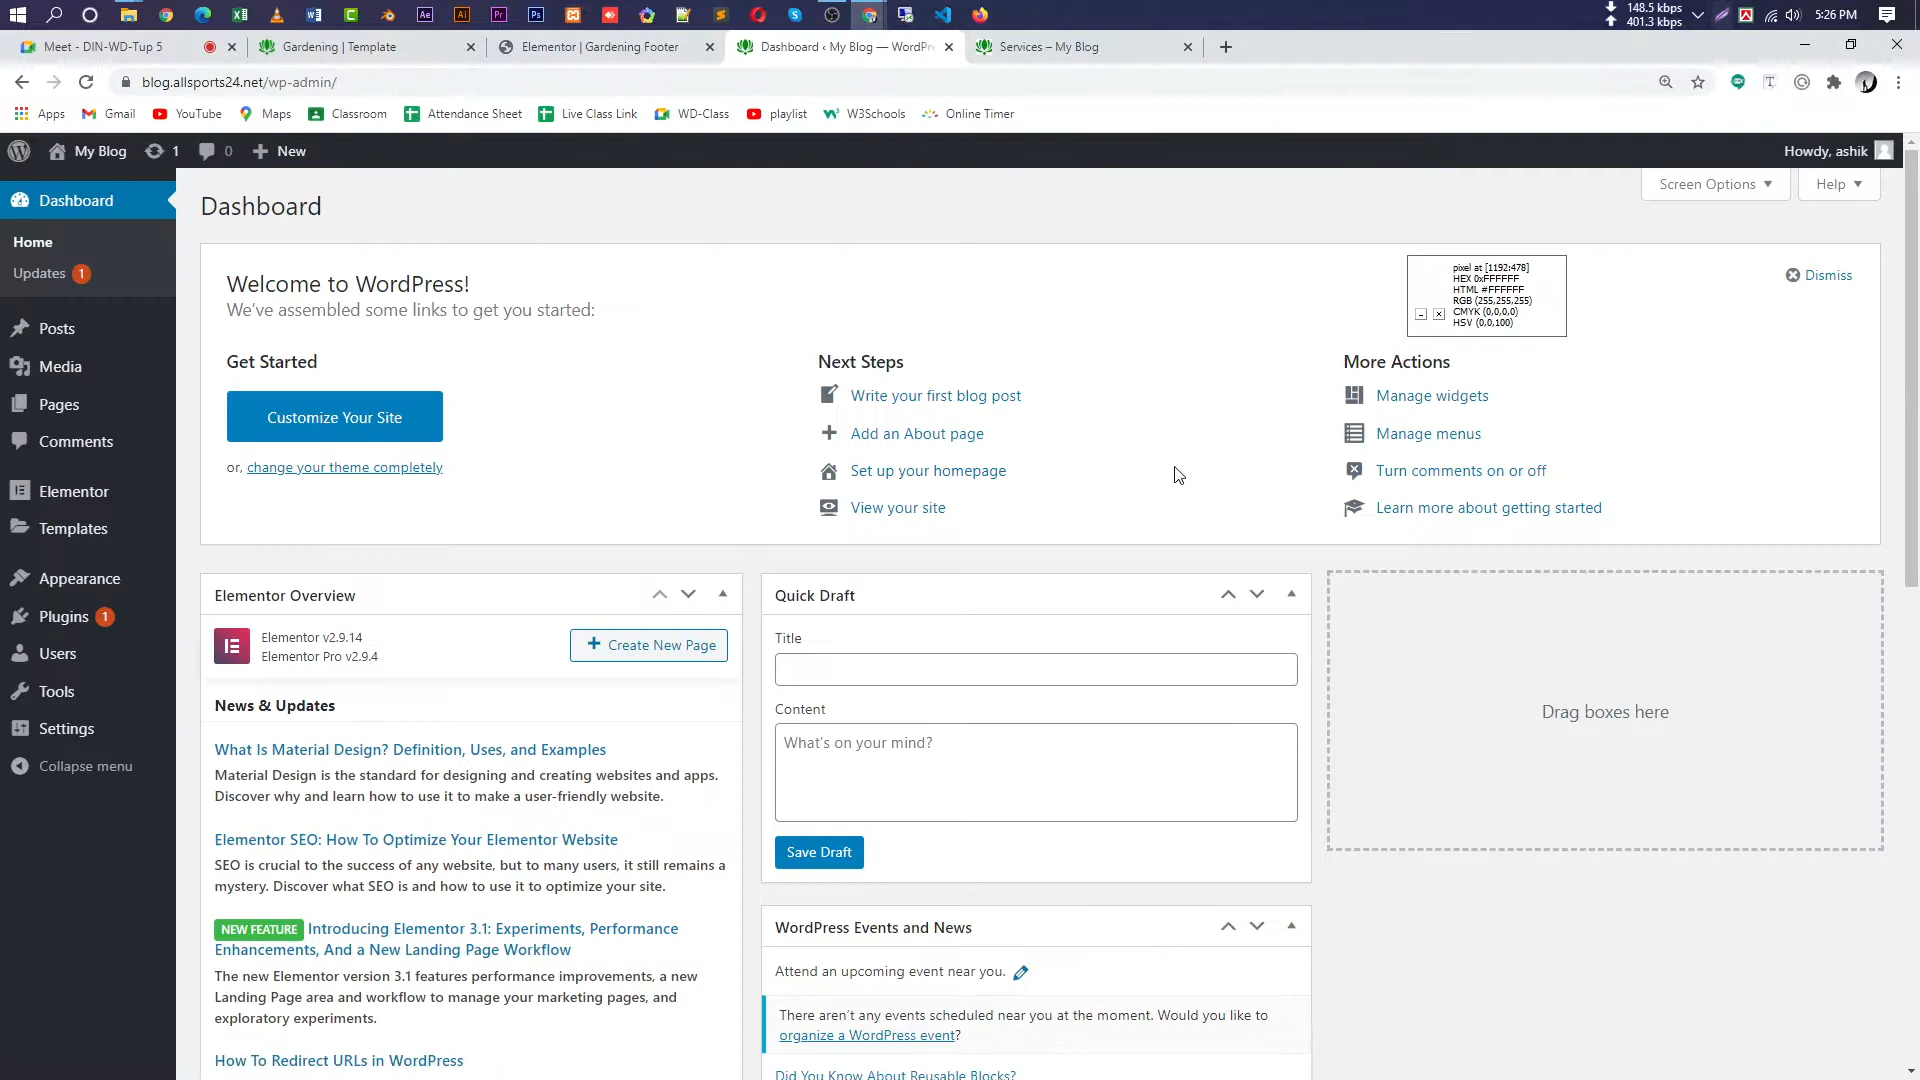 148.5 kbps
401.3 kbps
5:26 PM
Meet - DIN-WD-Tup 5
Gardening | Template
Elementor | Gardening Footer
Dashboard ‹ My Blog — WordPr
Services – My Blog
blog.allsports24.net/wp-admin/
Apps
Gmail
YouTube
Maps
Classroom
Attendance Sheet
Live Class Link
WD-Class
playlist
W3Schools
Online Timer
My Blog
1
0
New
Howdy, ashik
Dashboard
Home
Updates 1
Posts
Media
Pages
Comments
Elementor
Templates
Appearance
Plugins 1
Users
Tools
Settings
Collapse menu
Screen Options
Help
Dashboard
Welcome to WordPress!
We've assembled some links to get you started:
Dismiss
pixel at [1192:478]
HEX 0xFFFFFF
HTML #FFFFFF
RGB (255,255,255)
CMYK (0,0,0,0)
HSV (0,0,100)
Get Started
Customize Your Site
or, change your theme completely
Next Steps
Write your first blog post
Add an About page
Set up your homepage
View your site
More Actions
Manage widgets
Manage menus
Turn comments on or off
Learn more about getting started
Elementor Overview
Elementor v2.9.14
Elementor Pro v2.9.4
Create New Page
News & Updates
What Is Material Design? Definition, Uses, and Examples
Material Design is the standard for designing and creating websites and apps.
Discover why and learn how to use it to make a user-friendly website.
Elementor SEO: How To Optimize Your Elementor Website
SEO is crucial to the success of any website, but to many users, it still remains a
mystery. Discover what SEO is and how to use it to optimize your site.
NEW FEATURE Introducing Elementor 3.1: Experiments, Performance
Enhancements, And a New Landing Page Workflow
The new Elementor version 3.1 features performance improvements, a new
Landing Page area and workflow to manage your marketing pages, and
exploratory experiments.
How To Redirect URLs in WordPress
Quick Draft
Title
Content
What's on your mind?
Save Draft
WordPress Events and News
Attend an upcoming event near you.
There aren't any events scheduled near you at the moment. Would you like to
organize a WordPress event?
Did You Know About Reusable Blocks?
Drag boxes here